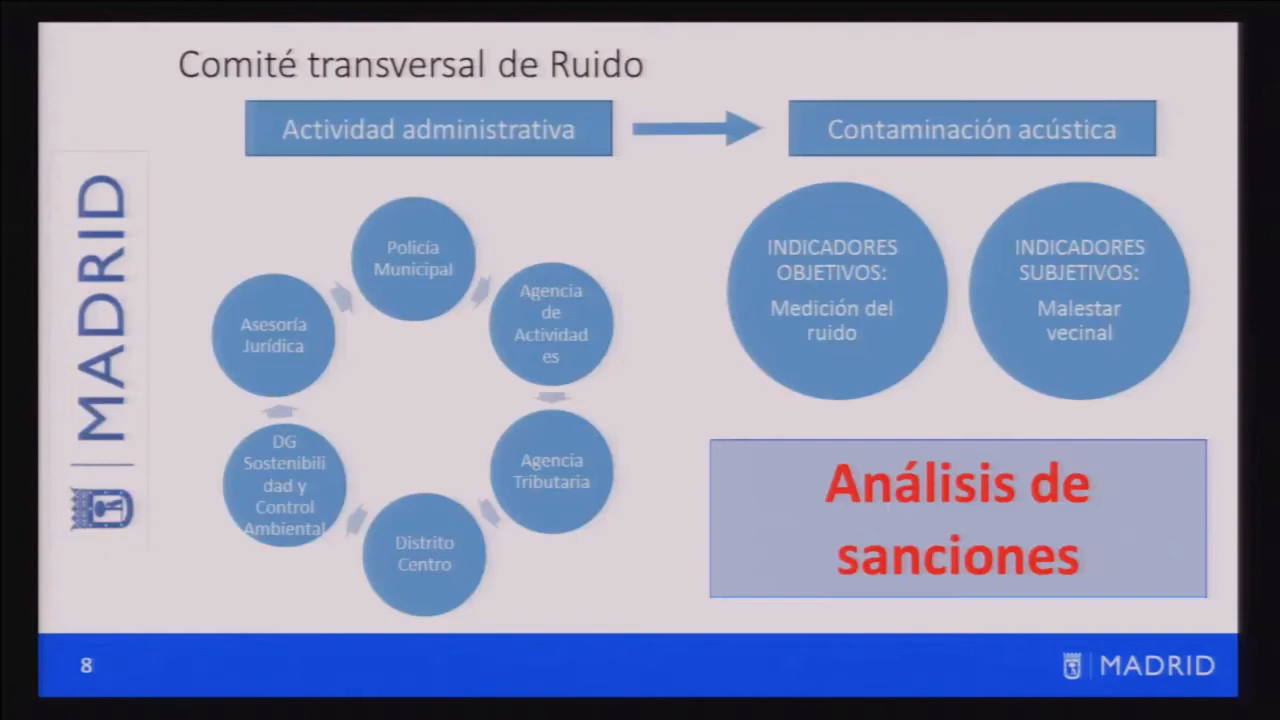 Comité transversal de Ruido
Actividad administrativa
Contaminación acústica
MADRID
Policía
Municipal
Agencia
de
Actividad
es
Agencia
Tributaria
Distrito
Centro
DG
Sostenibili
dad y
Control
Ambiental
Asesoría
Jurídica
INDICADORES
OBJETIVOS:
Medición del
ruido
INDICADORES
SUBJETIVOS:
Malestar
vecinal
Análisis de
sanciones
8
MADRID